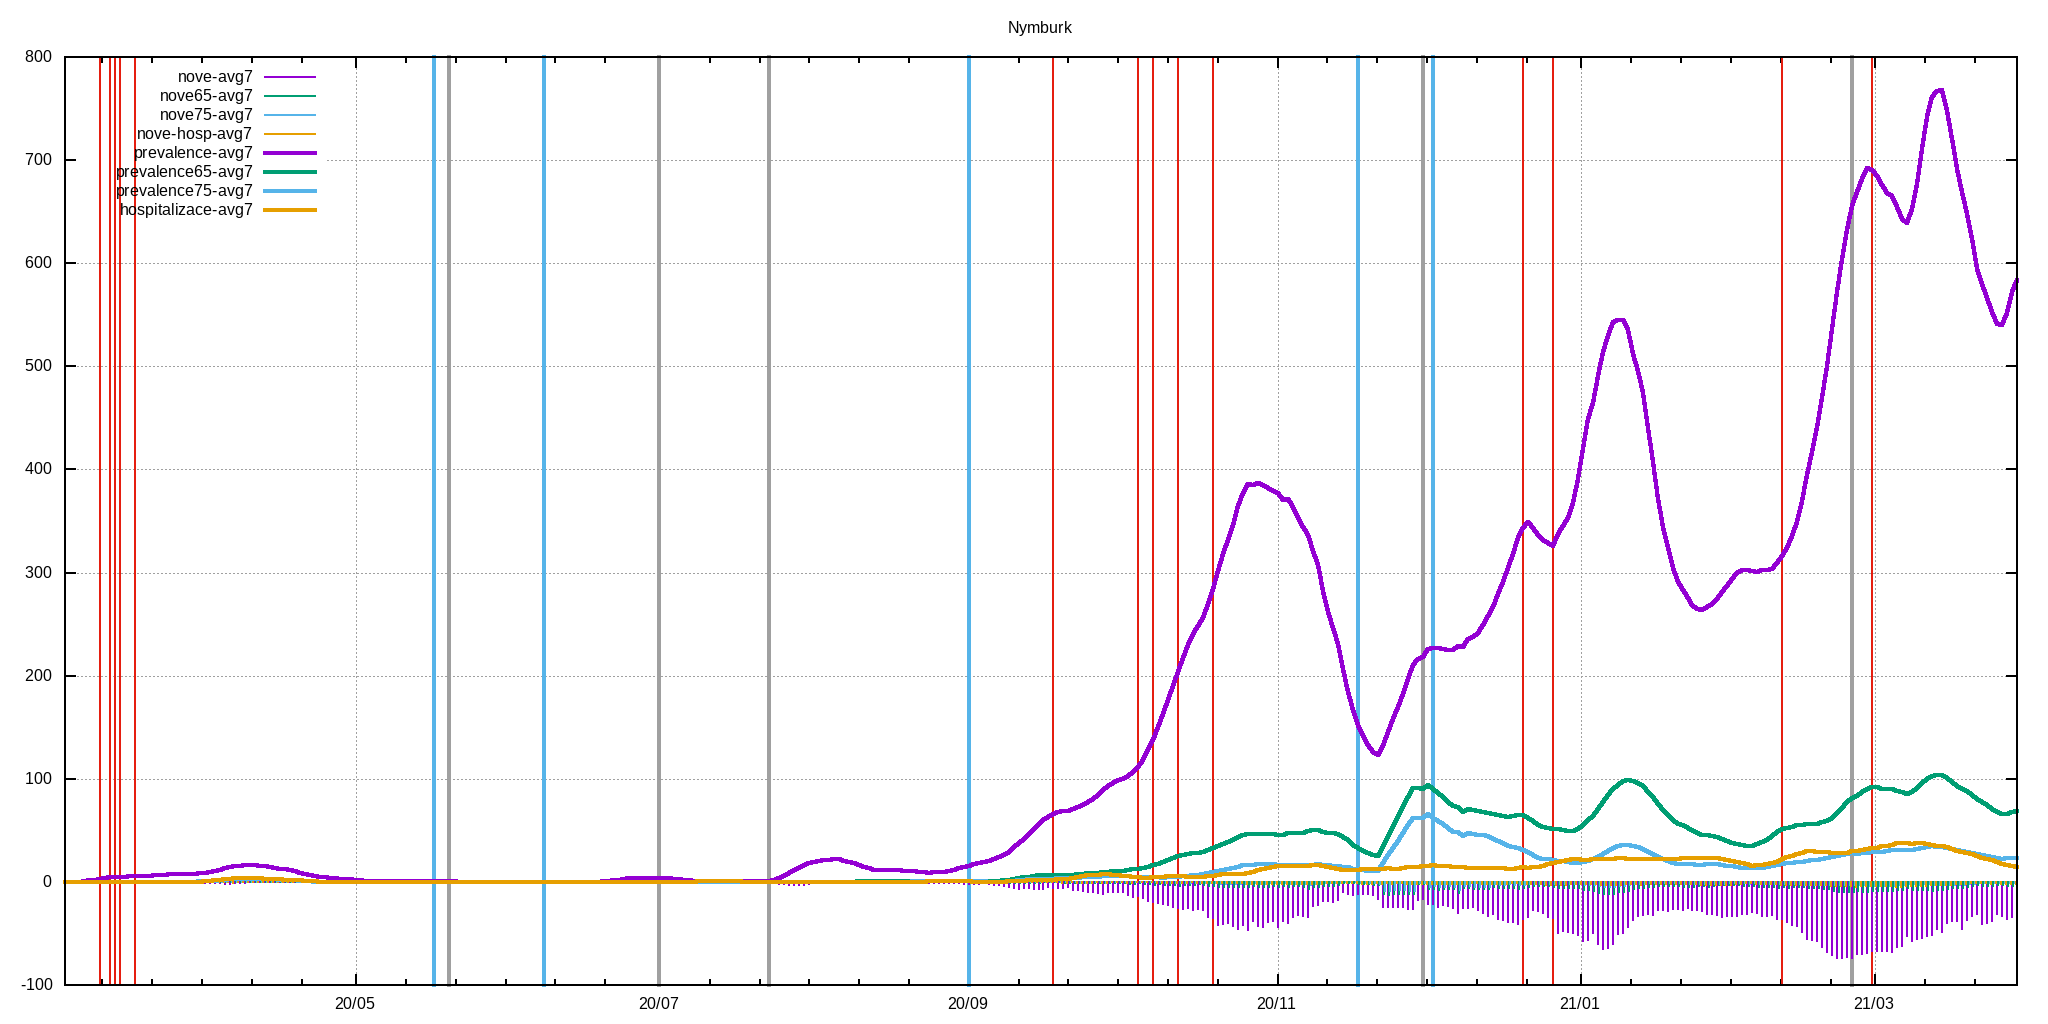 Nymburk
800
700
600
500
400
300
200
100
0
-100
nove-avg7
nove65-avg7
nove75-avg7
nove-hosp-avg7
prevalence-avg7
prevalence65-avg7
prevalence75-avg7
hospitalizace-avg7
20/05
20/07
20/09
20/11
21/01
21/03